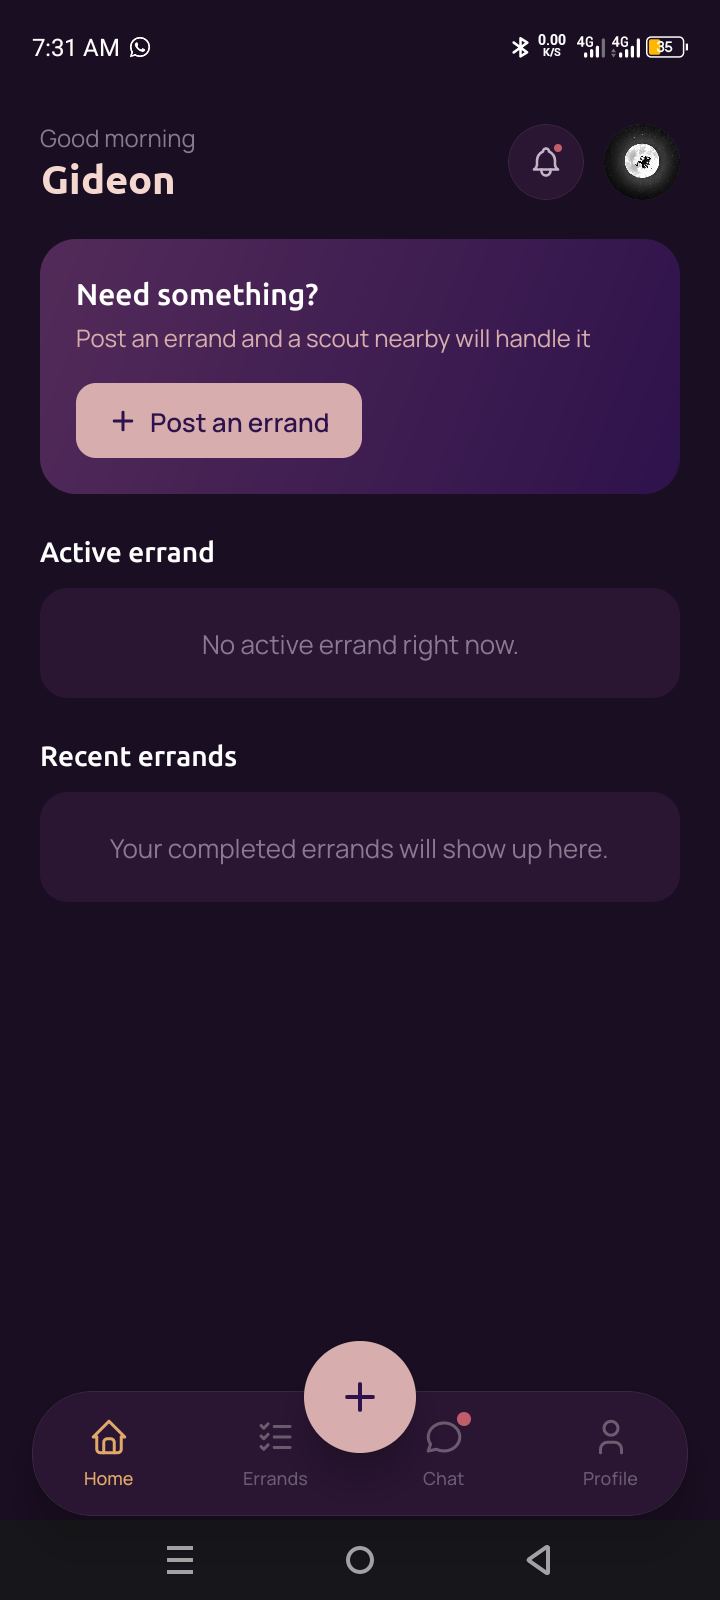 7:31 AM
0.00
K/S
4G
4G
35
Good morning
Gideon
Need something?
Post an errand and a scout nearby will handle it
+ Post an errand
Active errand
No active errand right now.
Recent errands
Your completed errands will show up here.
+
Home
Errands
Chat
Profile